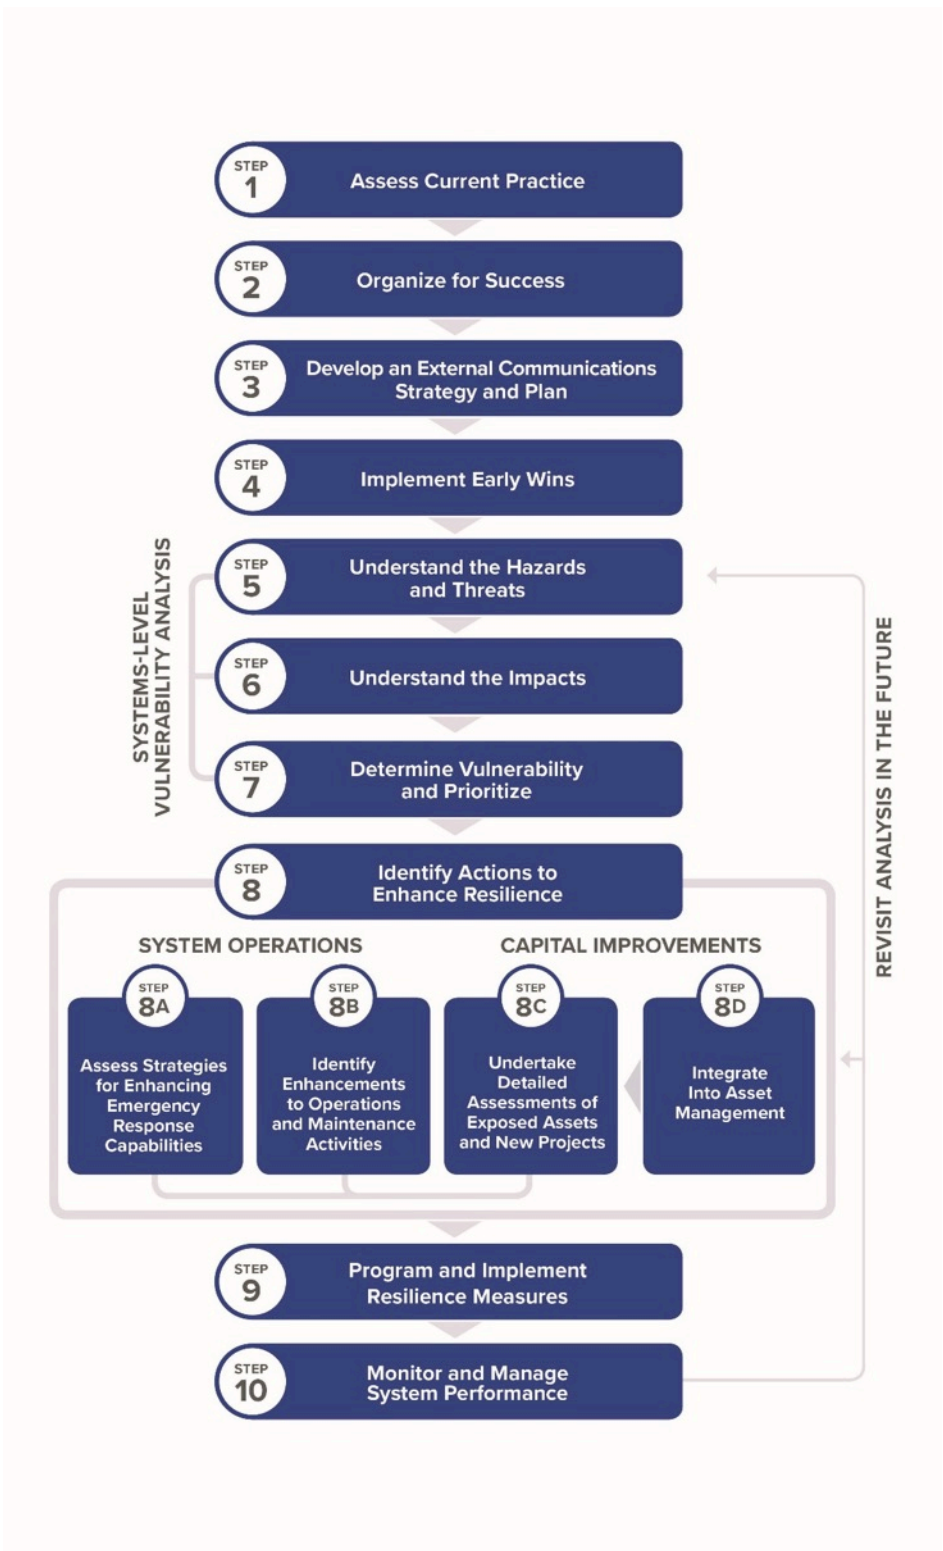 STEP
1
Assess Current Practice
STEP
2
Organize for Success
STEP
3
Develop an External Communications
Strategy and Plan
STEP
4
Implement Early Wins
SYSTEMS-LEVEL
VULNERABILITY ANALYSIS
STEP
5
Understand the Hazards
and Threats
STEP
6
Understand the Impacts
STEP
7
Determine Vulnerability
and Prioritize
REVISIT ANALYSIS IN THE FUTURE
STEP
8
Identify Actions to
Enhance Resilience
SYSTEM OPERATIONS
STEP
8A
Assess Strategies
for Enhancing
Emergency
Response
Capabilities
STEP
8B
Identify
Enhancements
to Operations
and Maintenance
Activities
CAPITAL IMPROVEMENTS
STEP
8C
Undertake
Detailed
Assessments of
Exposed Assets
and New Projects
STEP
8D
Integrate
Into Asset
Management
STEP
9
Program and Implement
Resilience Measures
STEP
10
Monitor and Manage
System Performance